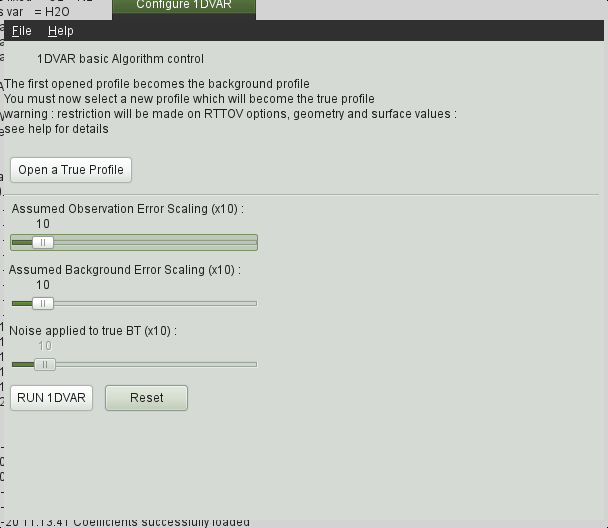 s var = H2O
Configure 1DVAR
File Help
1DVAR basic Algorithm control
The first opened profile becomes the background profile
You must now select a new profile which will become the true profile
warning : restriction will be made on RTTOV options, geometry and surface values :
see help for details
Open a True Profile
Assumed Observation Error Scaling (x10) :
10
Assumed Background Error Scaling (x10) :
10
Noise applied to true BT (x10) :
10
RUN 1DVAR Reset
-20 11:13:41 Coefficients successfully loaded